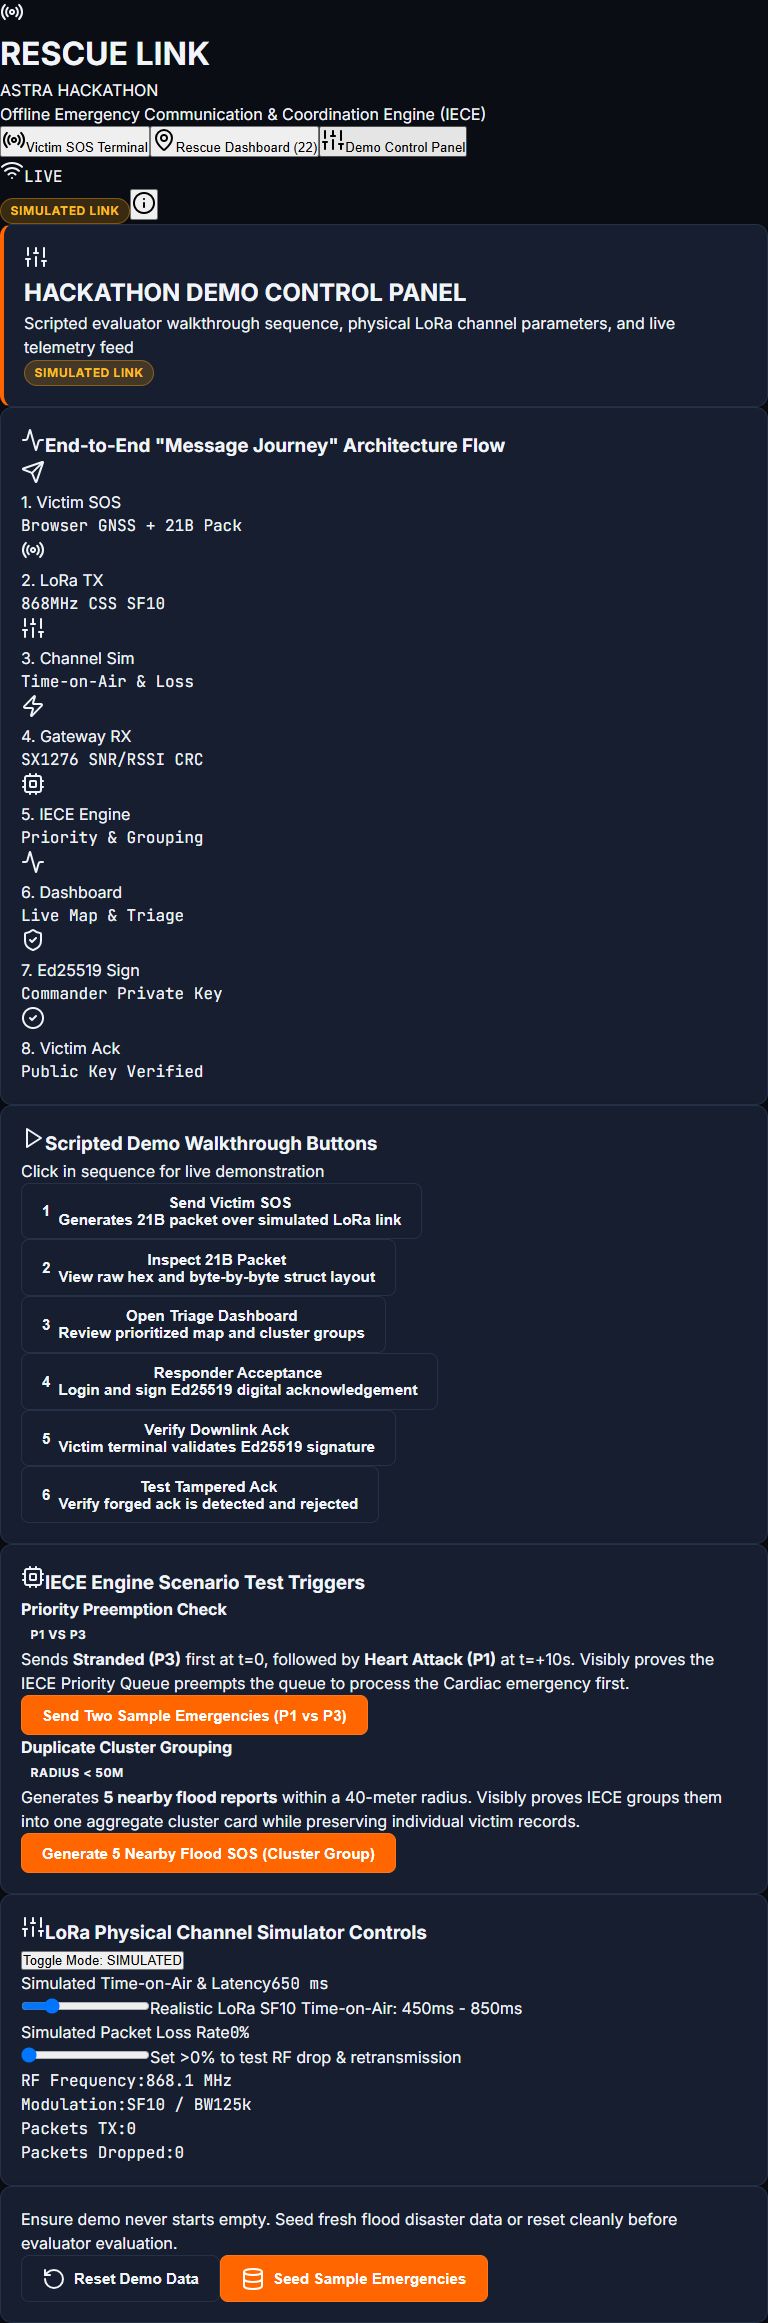 RESCUE LINK
ASTRA HACKATHON
Offline Emergency Communication & Coordination Engine (IECE)
Victim SOS Terminal Rescue Dashboard (22) Demo Control Panel
LIVE
SIMULATED LINK
HACKATHON DEMO CONTROL PANEL
Scripted evaluator walkthrough sequence, physical LoRa channel parameters, and live
telemetry feed
SIMULATED LINK
End-to-End "Message Journey" Architecture Flow
1. Victim SOS
Browser GNSS + 21B Pack
2. LoRa TX
868MHz CSS SF10
3. Channel Sim
Time-on-Air & Loss
4. Gateway RX
SX1276 SNR/RSSI CRC
5. IECE Engine
Priority & Grouping
6. Dashboard
Live Map & Triage
7. Ed25519 Sign
Commander Private Key
8. Victim Ack
Public Key Verified
Scripted Demo Walkthrough Buttons
Click in sequence for live demonstration
1 Send Victim SOS
Generates 21B packet over simulated LoRa link
2 Inspect 21B Packet
View raw hex and byte-by-byte struct layout
3 Open Triage Dashboard
Review prioritized map and cluster groups
4 Responder Acceptance
Login and sign Ed25519 digital acknowledgement
5 Verify Downlink Ack
Victim terminal validates Ed25519 signature
6 Test Tampered Ack
Verify forged ack is detected and rejected
IECE Engine Scenario Test Triggers
Priority Preemption Check
P1 VS P3
Sends Stranded (P3) first at t=0, followed by Heart Attack (P1) at t=+10s. Visibly proves the
IECE Priority Queue preempts the queue to process the Cardiac emergency first.
Send Two Sample Emergencies (P1 vs P3)
Duplicate Cluster Grouping
RADIUS < 50M
Generates 5 nearby flood reports within a 40-meter radius. Visibly proves IECE groups them
into one aggregate cluster card while preserving individual victim records.
Generate 5 Nearby Flood SOS (Cluster Group)
LoRa Physical Channel Simulator Controls
Toggle Mode: SIMULATED
Simulated Time-on-Air & Latency650 ms
Realistic LoRa SF10 Time-on-Air: 450ms - 850ms
Simulated Packet Loss Rate0%
Set >0% to test RF drop & retransmission
RF Frequency:868.1 MHz
Modulation:SF10 / BW125k
Packets TX:0
Packets Dropped:0
Ensure demo never starts empty. Seed fresh flood disaster data or reset cleanly before
evaluator evaluation.
Reset Demo Data Seed Sample Emergencies